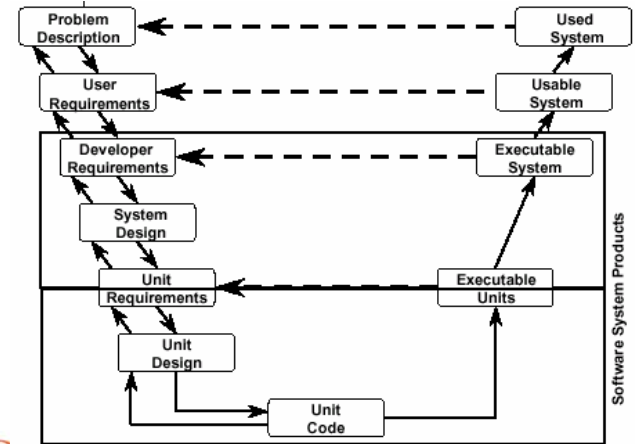 Problem
Description
Used
System
User
Requirements
Usable
System
Developer
Requirements
Executable
System
System
Design
Unit
Requirements
Executable
Units
Unit
Design
Unit
Code
Software System Products